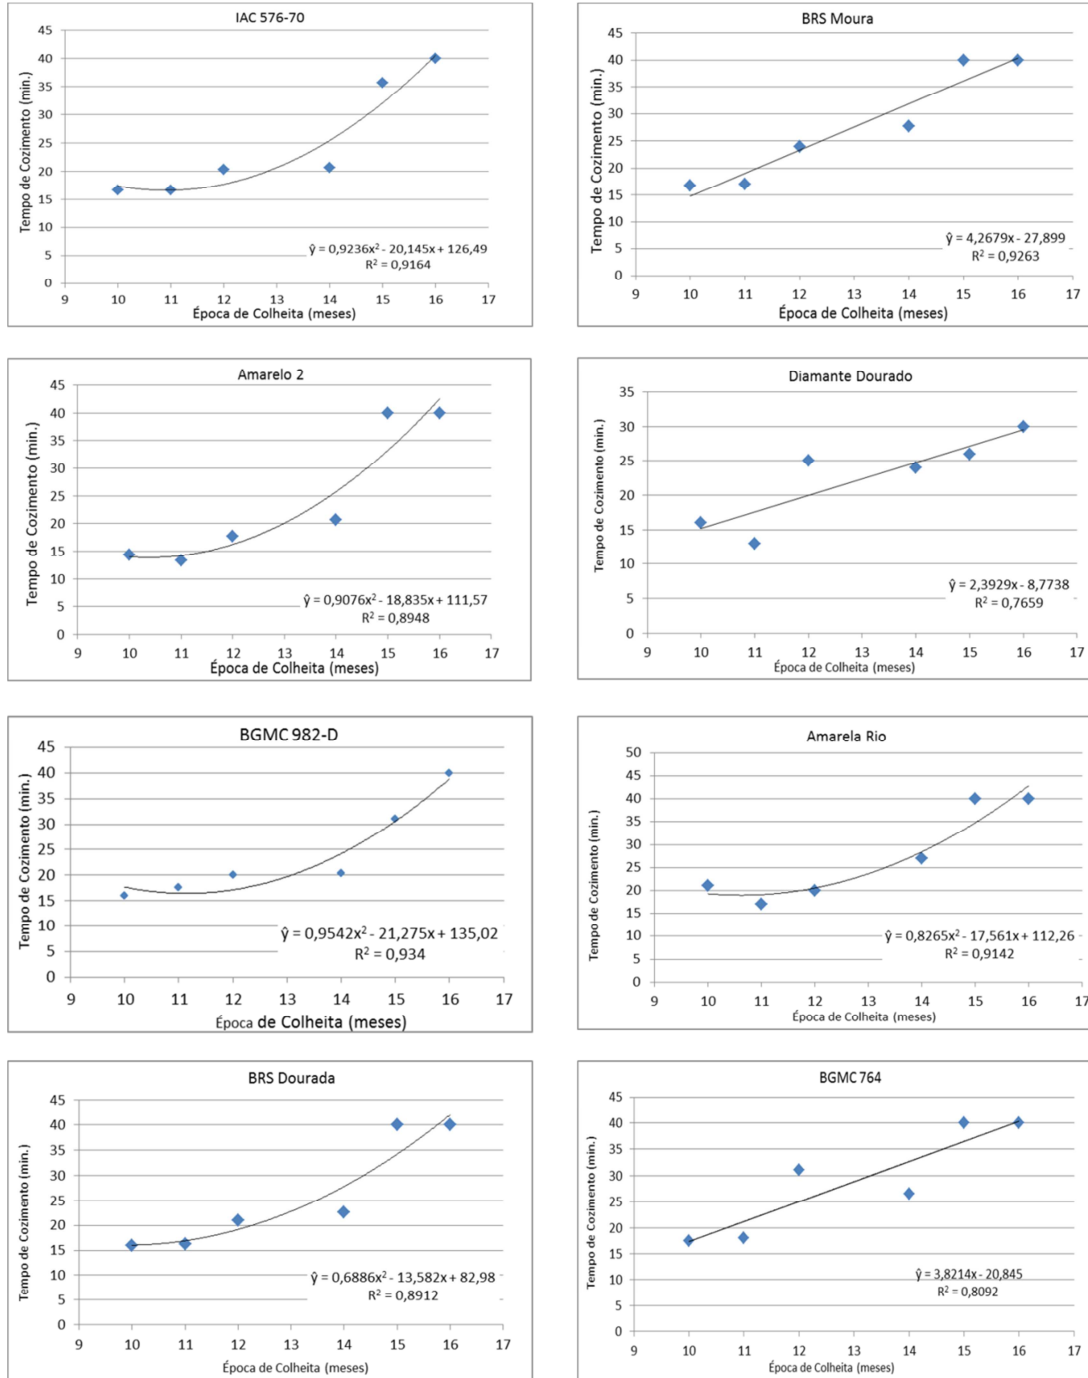 IAC 576-70
45
40
35
30
25
20
15
10
5
0
Tempo de Cozimento (min.)
ŷ = 0,9236x² - 20,145x + 126,49
R² = 0,9164
9 10 11 12 13 14 15 16 17
Época de Colheita (meses)
BRS Moura
45
40
35
30
25
20
15
10
5
0
Tempo de Cozimento (min.)
ŷ = 4,2679x - 27,899
R² = 0,9263
9 10 11 12 13 14 15 16 17
Época de Colheita (meses)
Amarelo 2
45
40
35
30
25
20
15
10
5
0
Tempo de Cozimento (min.)
ŷ = 0,9076x² - 18,835x + 111,57
R² = 0,8948
9 10 11 12 13 14 15 16 17
Época de Colheita (meses)
Diamante Dourado
35
30
25
20
15
10
5
0
Tempo de Cozimento (min.)
ŷ = 2,3929x - 8,7738
R² = 0,7659
9 10 11 12 13 14 15 16 17
Época de Colheita (meses)
BGMC 982-D
45
40
35
30
25
20
15
10
5
0
Tempo de Cozimento (min.)
ŷ = 0,9542x² - 21,275x + 135,02
R² = 0,934
9 10 11 12 13 14 15 16 17
Época de Colheita (meses)
Amarela Rio
50
45
40
35
30
25
20
15
10
5
0
Tempo de Cozimento (min.)
ŷ = 0,8265x² - 17,561x + 112,26
R² = 0,9142
9 10 11 12 13 14 15 16 17
Época de Colheita (meses)
BRS Dourada
45
40
35
30
25
20
15
10
5
0
Tempo de Cozimento (min.)
ŷ = 0,6886x² - 13,582x + 82,98
R² = 0,8912
9 10 11 12 13 14 15 16 17
Época de Colheita (meses)
BGMC 764
45
40
35
30
25
20
15
10
5
0
Tempo de Cozimento (min.)
ŷ = 3,8214x - 20,845
R² = 0,8092
9 10 11 12 13 14 15 16 17
Época de Colheita (meses)